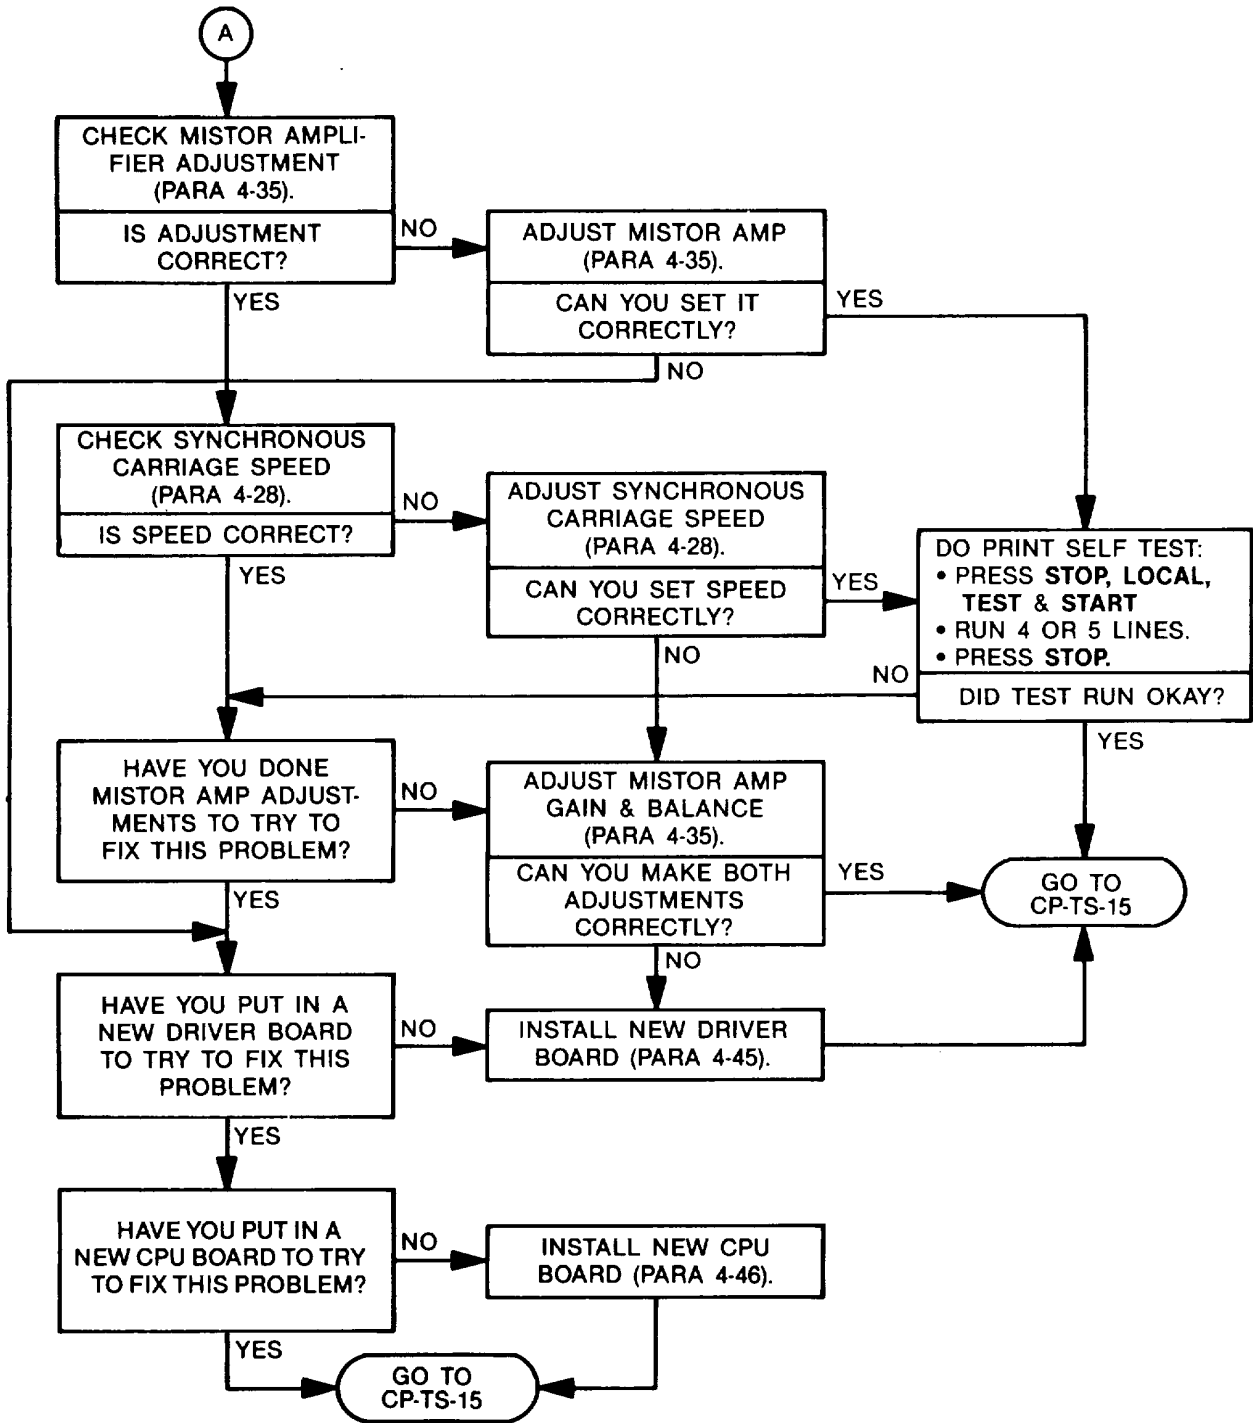 A
CHECK MISTOR AMPLI-
FIER ADJUSTMENT
(PARA 4-35).
IS ADJUSTMENT
CORRECT?
NO
YES
ADJUST MISTOR AMP
(PARA 4-35).
CAN YOU SET IT
CORRECTLY?
YES
NO
CHECK SYNCHRONOUS
CARRIAGE SPEED
(PARA 4-28).
IS SPEED CORRECT?
NO
YES
ADJUST SYNCHRONOUS
CARRIAGE SPEED
(PARA 4-28).
CAN YOU SET SPEED
CORRECTLY?
YES
NO
DO PRINT SELF TEST:
• PRESS STOP, LOCAL,
TEST & START
• RUN 4 OR 5 LINES.
• PRESS STOP.
DID TEST RUN OKAY?
NO
YES
HAVE YOU DONE
MISTOR AMP ADJUST-
MENTS TO TRY TO
FIX THIS PROBLEM?
NO
YES
ADJUST MISTOR AMP
GAIN & BALANCE
(PARA 4-35).
CAN YOU MAKE BOTH
ADJUSTMENTS
CORRECTLY?
YES
NO
GO TO
CP-TS-15
HAVE YOU PUT IN A
NEW DRIVER BOARD
TO TRY TO FIX THIS
PROBLEM?
NO
YES
INSTALL NEW DRIVER
BOARD (PARA 4-45).
HAVE YOU PUT IN A
NEW CPU BOARD TO TRY
TO FIX THIS PROBLEM?
NO
YES
INSTALL NEW CPU
BOARD (PARA 4-46).
GO TO
CP-TS-15